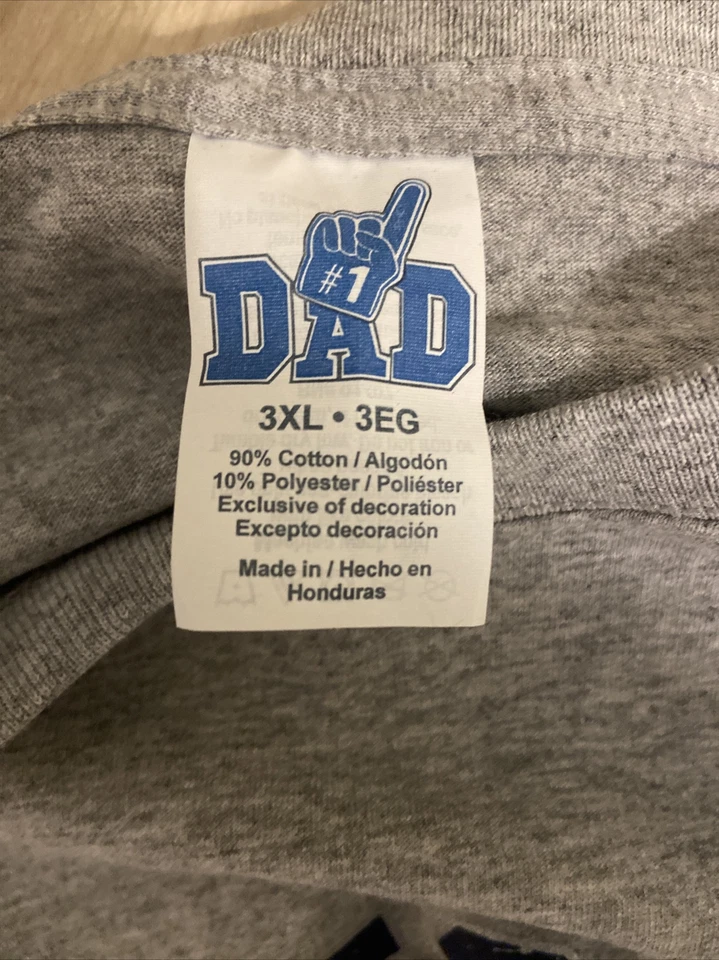 #1
DAD
3XL • 3EG
90% Cotton / Algodón
10% Polyester / Poliéster
Exclusive of decoration
Excepto decoración
Made in / Hecho en
Honduras